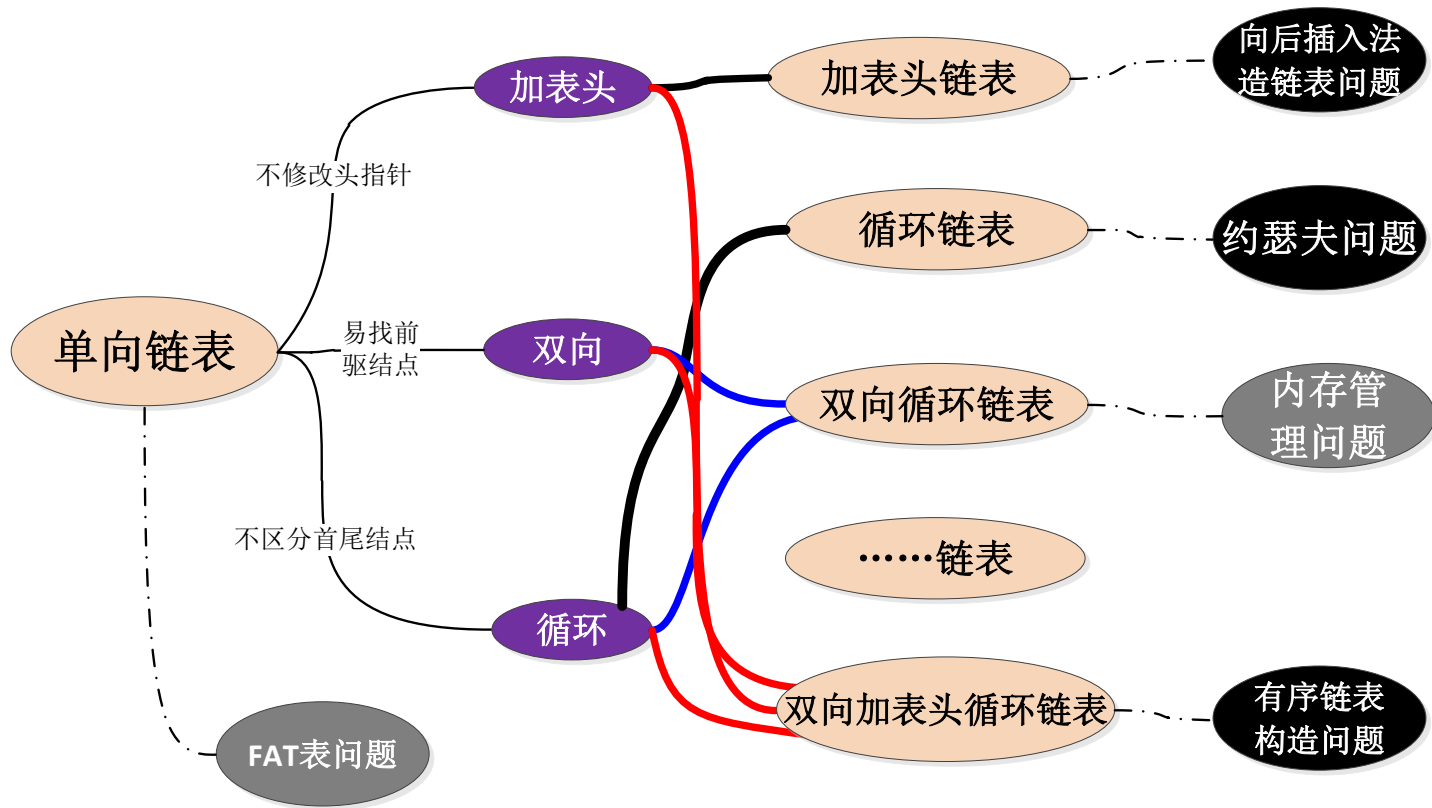 加表头
加表头链表
向后插入法
造链表问题
不修改头指针
循环链表
约瑟夫问题
单向链表
易找前
驱结点
双向
双向循环链表
内存管
理问题
不区分首尾结点
……链表
循环
双向加表头循环链表
有序链表
构造问题
FAT表问题